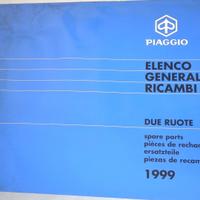 PIAGGIO
ELENCO
GENERAL
RICAMBI
DUE RUOTE
spare parts
pièces de rechan
ersatzteile
piezas de recam
1999